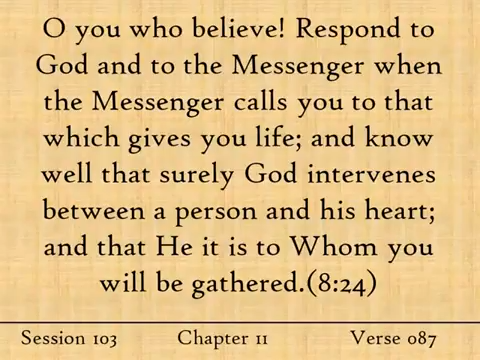 O you who believe! Respond to
God and to the Messenger when
the Messenger calls you to that
which gives you life; and know
well that surely God intervenes
between a person and his heart;
and that He it is to Whom you
will be gathered.(8:24)
Session 103 Chapter 11 Verse 087